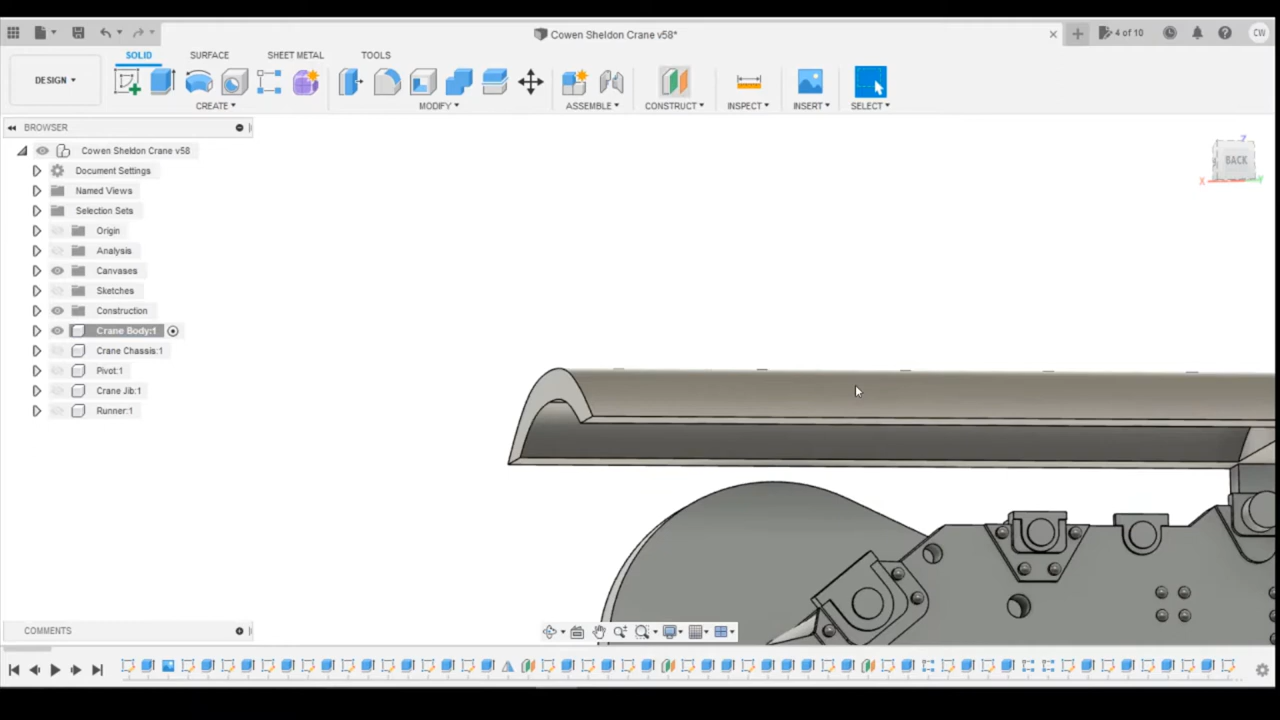 Cowen Sheldon Crane v58*
4 of 10
CW
DESIGN
SOLID
SURFACE
SHEET METAL
TOOLS
CREATE
MODIFY
ASSEMBLE
CONSTRUCT
INSPECT
INSERT
SELECT
BROWSER
Cowen Sheldon Crane v58
Document Settings
Named Views
Selection Sets
Origin
Analysis
Canvases
Sketches
Construction
Crane Body:1
Crane Chassis:1
Pivot:1
Crane Jib:1
Runner:1
Z
BACK
X
Y
COMMENTS